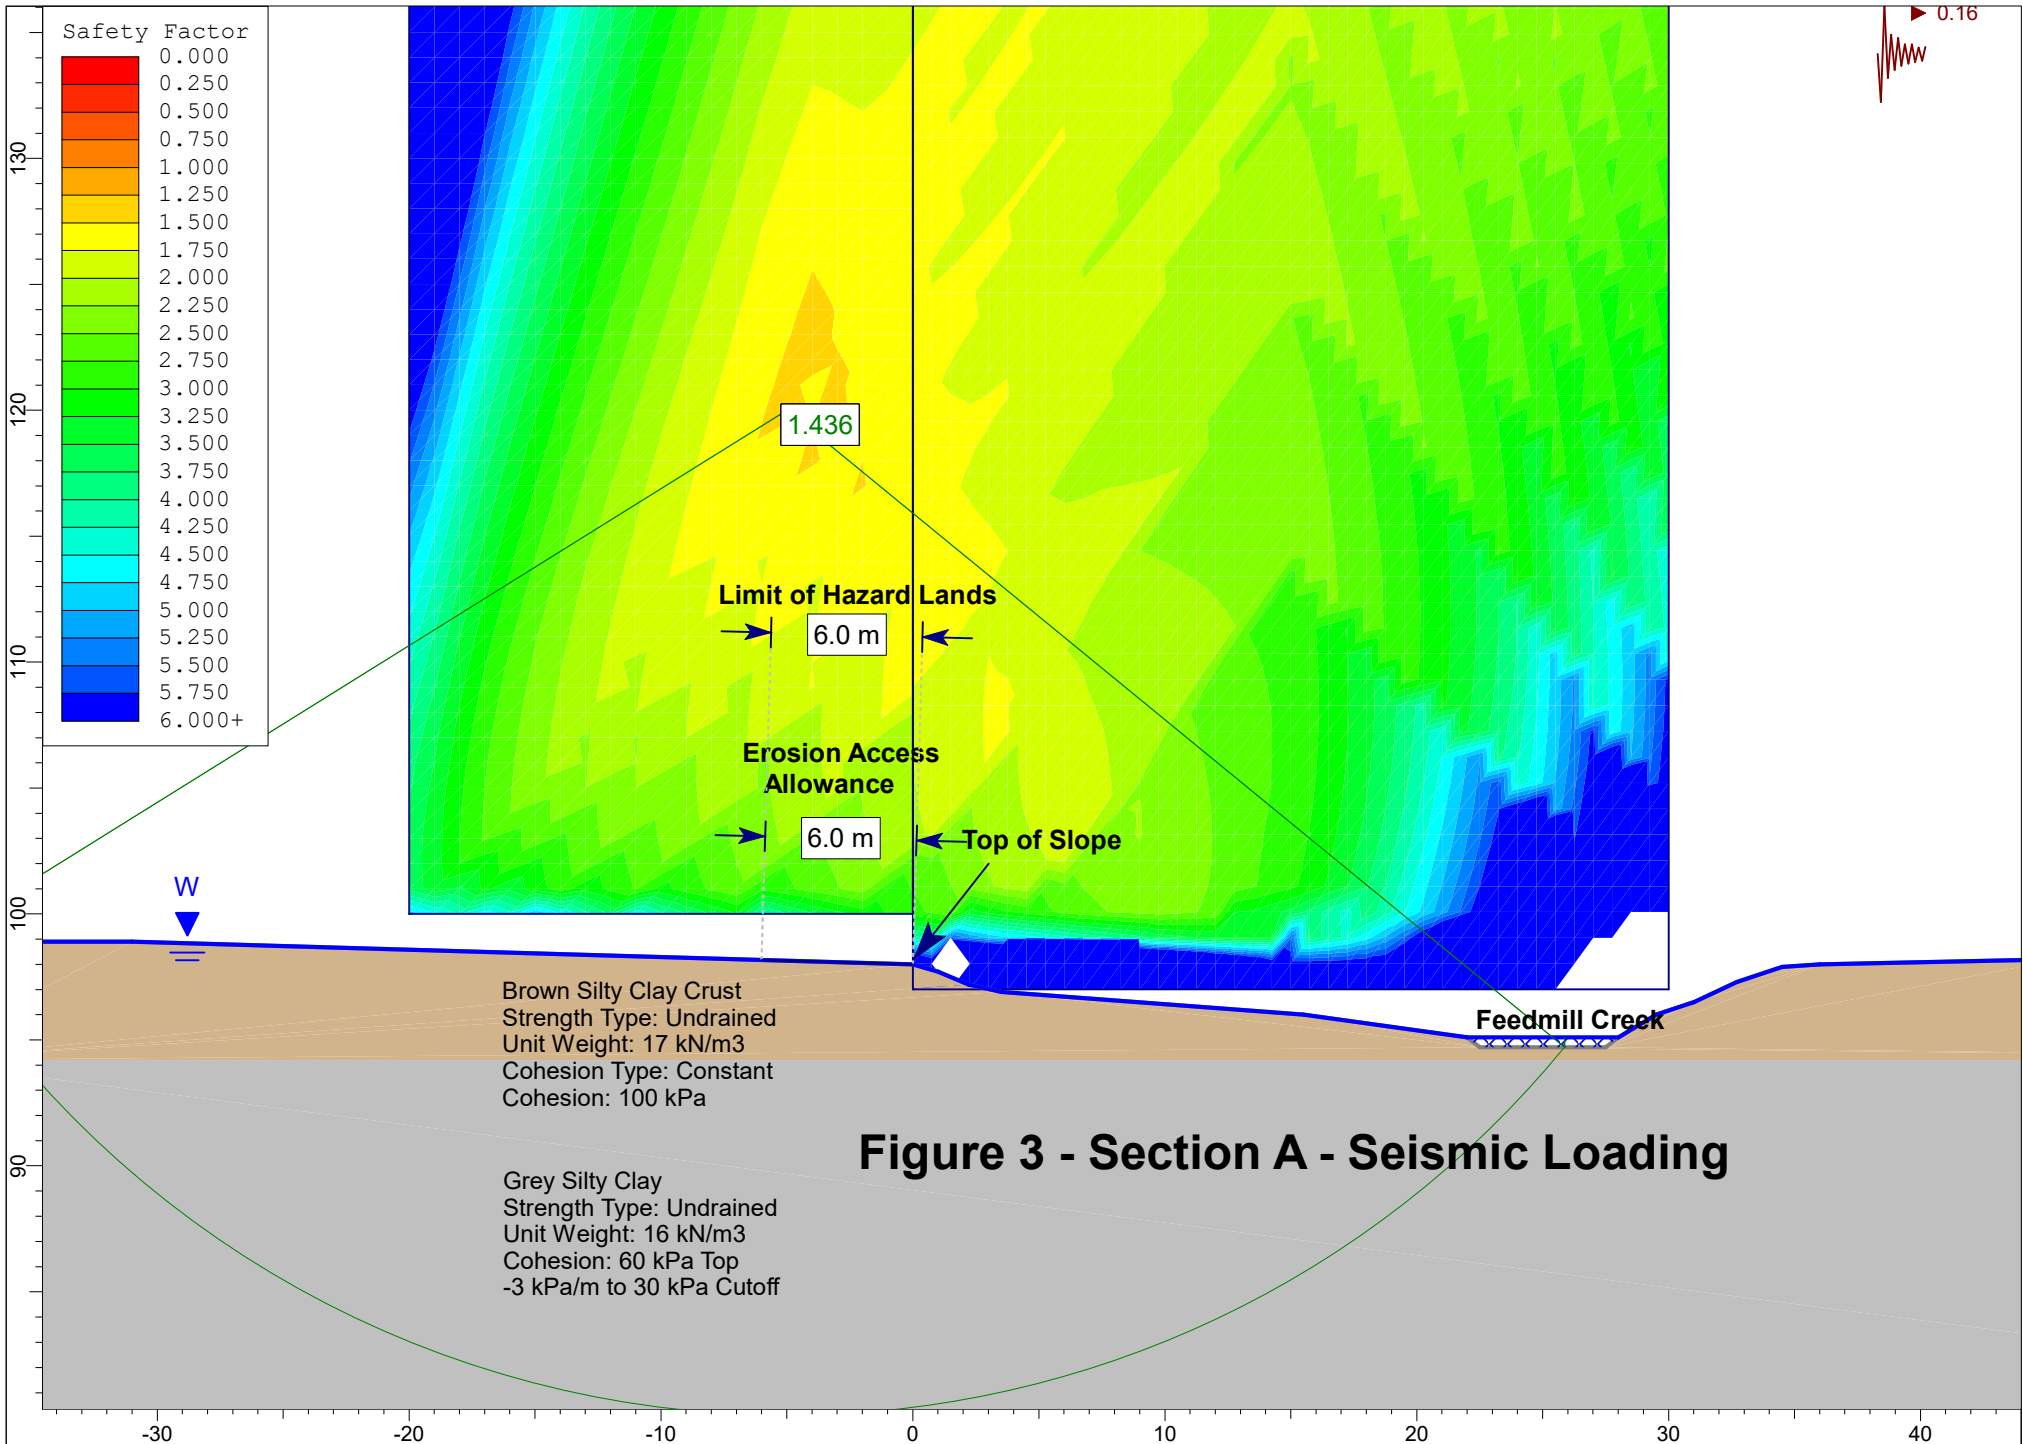 Safety Factor
0.000
0.250
0.500
0.750
1.000
1.250
1.500
1.750
2.000
2.250
2.500
2.750
3.000
3.250
3.500
3.750
4.000
4.250
4.500
4.750
5.000
5.250
5.500
5.750
6.000+
0.16
1.436
Limit of Hazard Lands
6.0 m
Erosion Access
Allowance
6.0 m
Top of Slope
W
Brown Silty Clay Crust
Strength Type: Undrained
Unit Weight: 17 kN/m3
Cohesion Type: Constant
Cohesion: 100 kPa
Feedmill Creek
Figure 3 - Section A - Seismic Loading
Grey Silty Clay
Strength Type: Undrained
Unit Weight: 16 kN/m3
Cohesion: 60 kPa Top
-3 kPa/m to 30 kPa Cutoff
130
120
110
100
90
-30
-20
-10
0
10
20
30
40